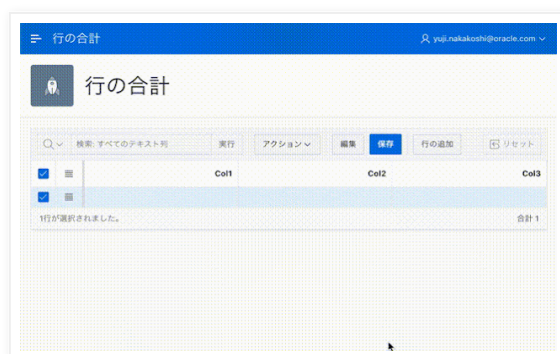 行の合計 yuji.nakakoshi@oracle.com
行の合計
検索: すべてのテキスト列 実行 アクション 編集 保存 行の追加 リセット
Col1 Col2 Col3
1行が選択されました。 合計 1